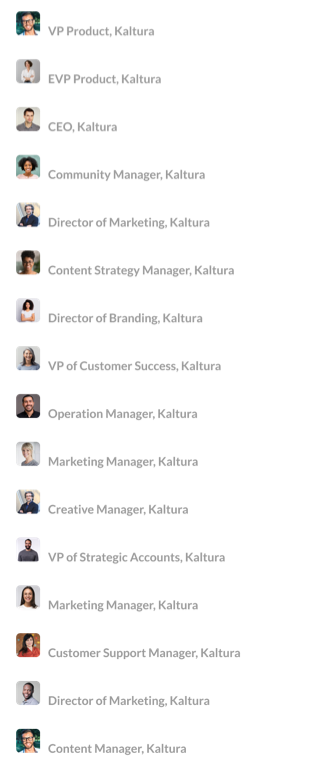 VP Product, Kaltura
EVP Product, Kaltura
CEO, Kaltura
Community Manager, Kaltura
Director of Marketing, Kaltura
Content Strategy Manager, Kaltura
Director of Branding, Kaltura
VP of Customer Success, Kaltura
Operation Manager, Kaltura
Marketing Manager, Kaltura
Creative Manager, Kaltura
VP of Strategic Accounts, Kaltura
Marketing Manager, Kaltura
Customer Support Manager, Kaltura
Director of Marketing, Kaltura
Content Manager, Kaltura